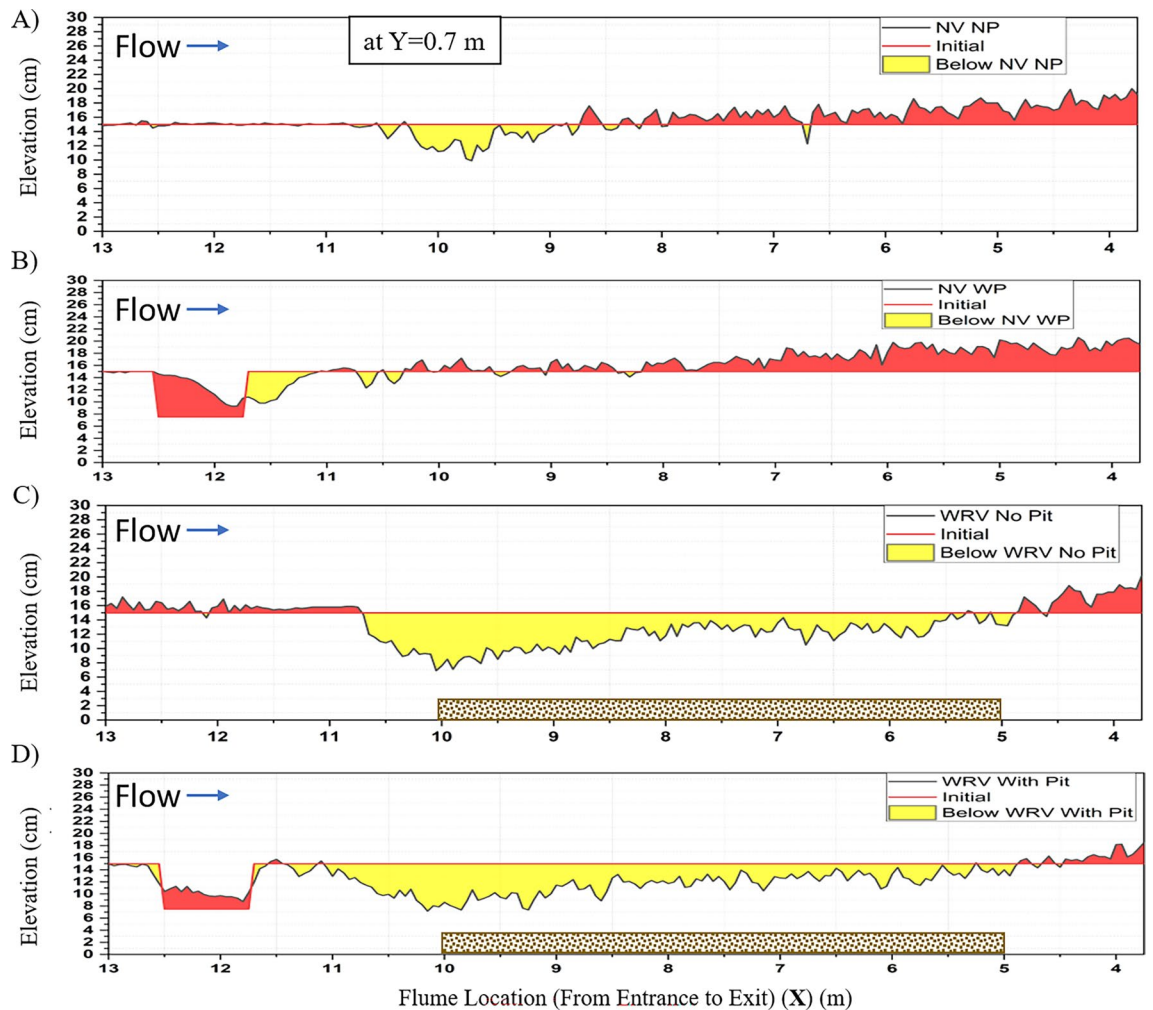 A)
Flow
at Y=0.7 m
NV NP
Initial
Below NV NP
Elevation (cm)
30
28
26
24
22
20
18
16
14
12
10
8
6
4
2
0
13 12 11 10 9 8 7 6 5 4
B)
Flow
NV WP
Initial
Below NV WP
Elevation (cm)
30
28
26
24
22
20
18
16
14
12
10
8
6
4
2
0
13 12 11 10 9 8 7 6 5 4
C)
Flow
WRV No Pit
Initial
Below WRV No Pit
Elevation (cm)
30
28
26
24
22
20
18
16
14
12
10
8
6
4
2
0
13 12 11 10 9 8 7 6 5 4
D)
Flow
WRV With Pit
Initial
Below WRV With Pit
Elevation (cm)
30
28
26
24
22
20
18
16
14
12
10
8
6
4
2
0
13 12 11 10 9 8 7 6 5 4
Flume Location (From Entrance to Exit) (X) (m)